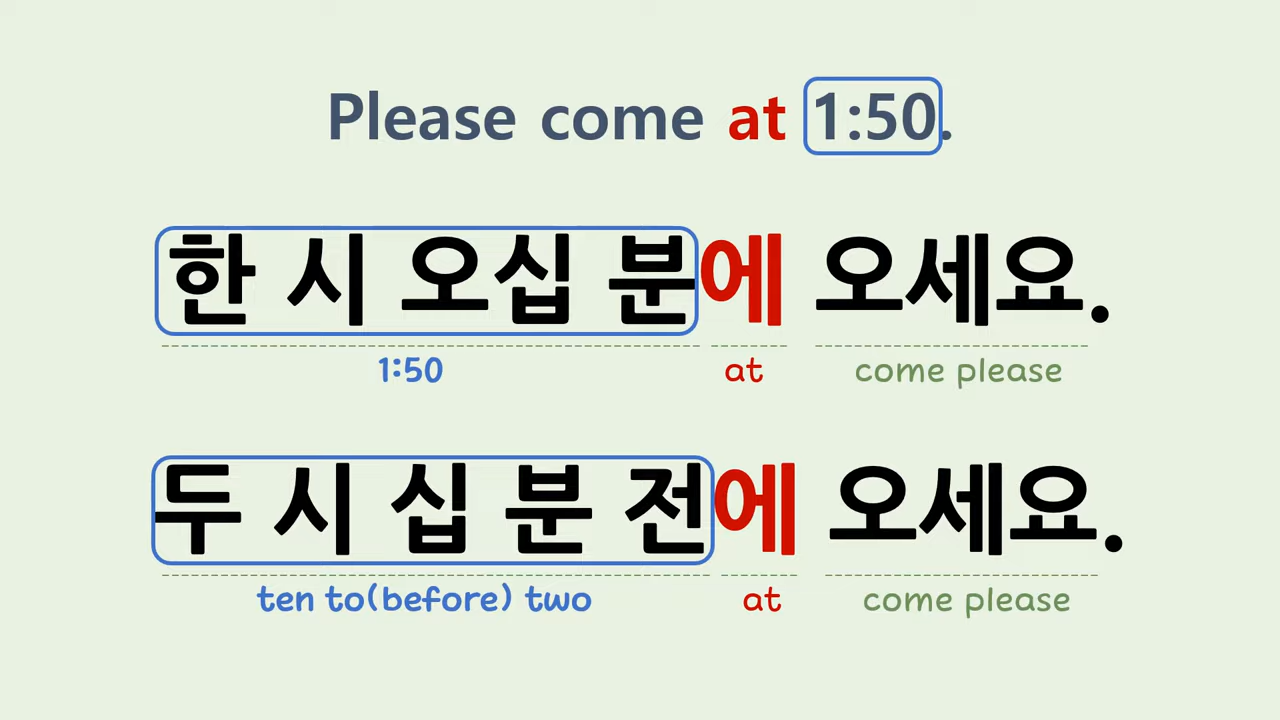 Please come at 1:50.
한 시 오십 분에 오세요.
1:50 at come please
두 시 십 분 전에 오세요.
ten to(before) two at come please